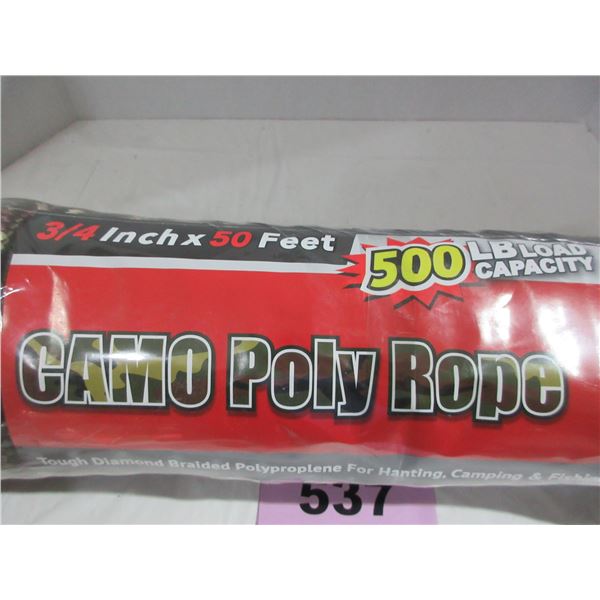 3/4 Inch x 50 Feet
500 LB LOAD CAPACITY
CAMO Poly Rope
Tough Diamond Braided Polyproplene For Hanting, Camping & Fishi
537